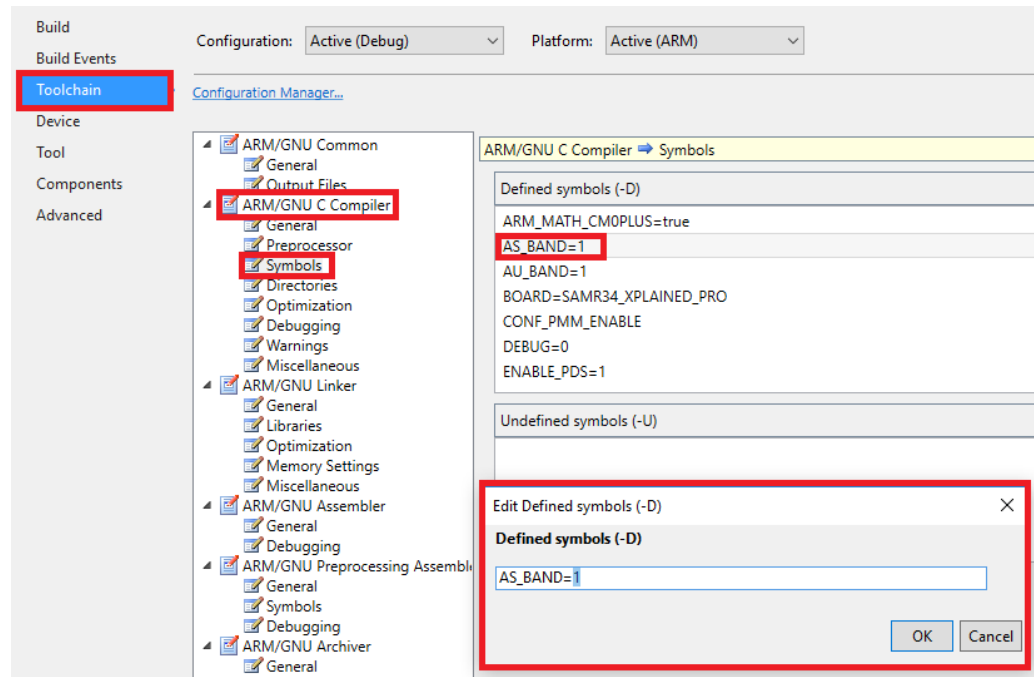 Build
Build Events
Toolchain
Device
Tool
Components
Advanced
Configuration: Active (Debug) Platform: Active (ARM)
Configuration Manager...
ARM/GNU Common
General
Output Files
ARM/GNU C Compiler
General
Preprocessor
Symbols
Directories
Optimization
Debugging
Warnings
Miscellaneous
ARM/GNU Linker
General
Libraries
Optimization
Memory Settings
Miscellaneous
ARM/GNU Assembler
General
Debugging
ARM/GNU Preprocessing Assemble
General
Symbols
Debugging
ARM/GNU Archiver
General
ARM/GNU C Compiler ➡ Symbols
Defined symbols (-D)
ARM_MATH_CM0PLUS=true
AS_BAND=1
AU_BAND=1
BOARD=SAMR34_XPLAINED_PRO
CONF_PMM_ENABLE
DEBUG=0
ENABLE_PDS=1
Undefined symbols (-U)
Edit Defined symbols (-D)
Defined symbols (-D)
AS_BAND=1
OK Cancel